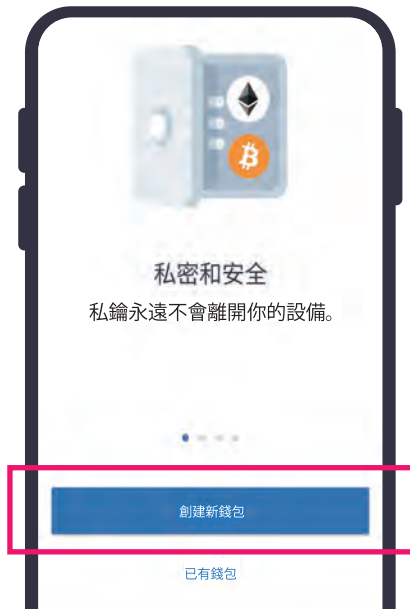 私密和安全
私鑰永遠不會離開你的設備。
創建新錢包
已有錢包